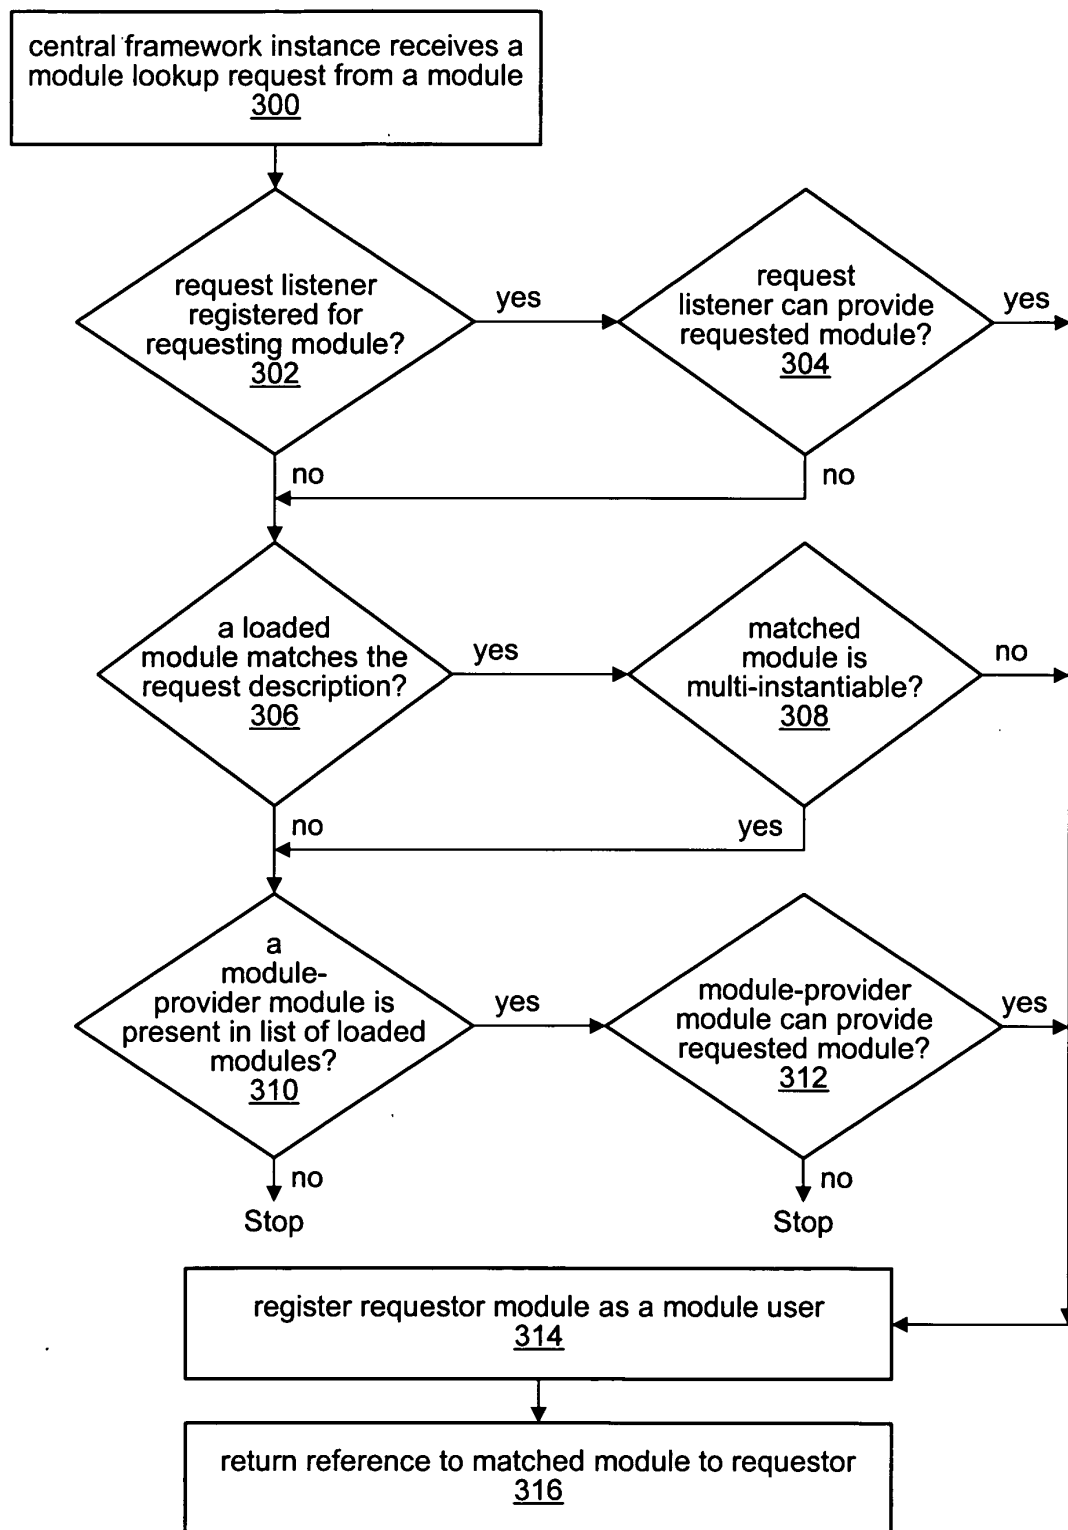 central framework instance receives a
module lookup request from a module
300
request listener
registered for
requesting module?
302
yes
request
listener can provide
requested module?
304
yes
no
no
a loaded
module matches the
request description?
306
yes
matched
module is
multi-instantiable?
308
no
no
yes
a
module-
provider module is
present in list of loaded
modules?
310
yes
module-provider
module can provide
requested module?
312
yes
no
no
Stop
Stop
register requestor module as a module user
314
return reference to matched module to requestor
316